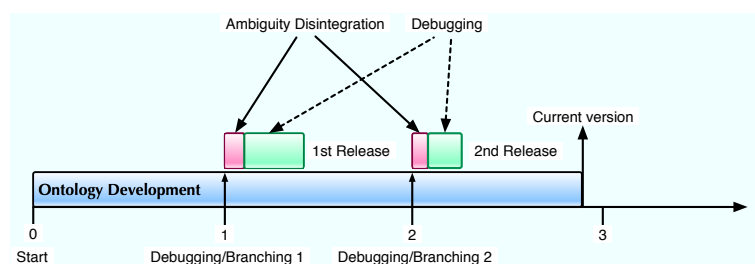 Ambiguity Disintegration Debugging
Current version
1st Release 2nd Release
Ontology Development
0 1 2 3
Start Debugging/Branching 1 Debugging/Branching 2